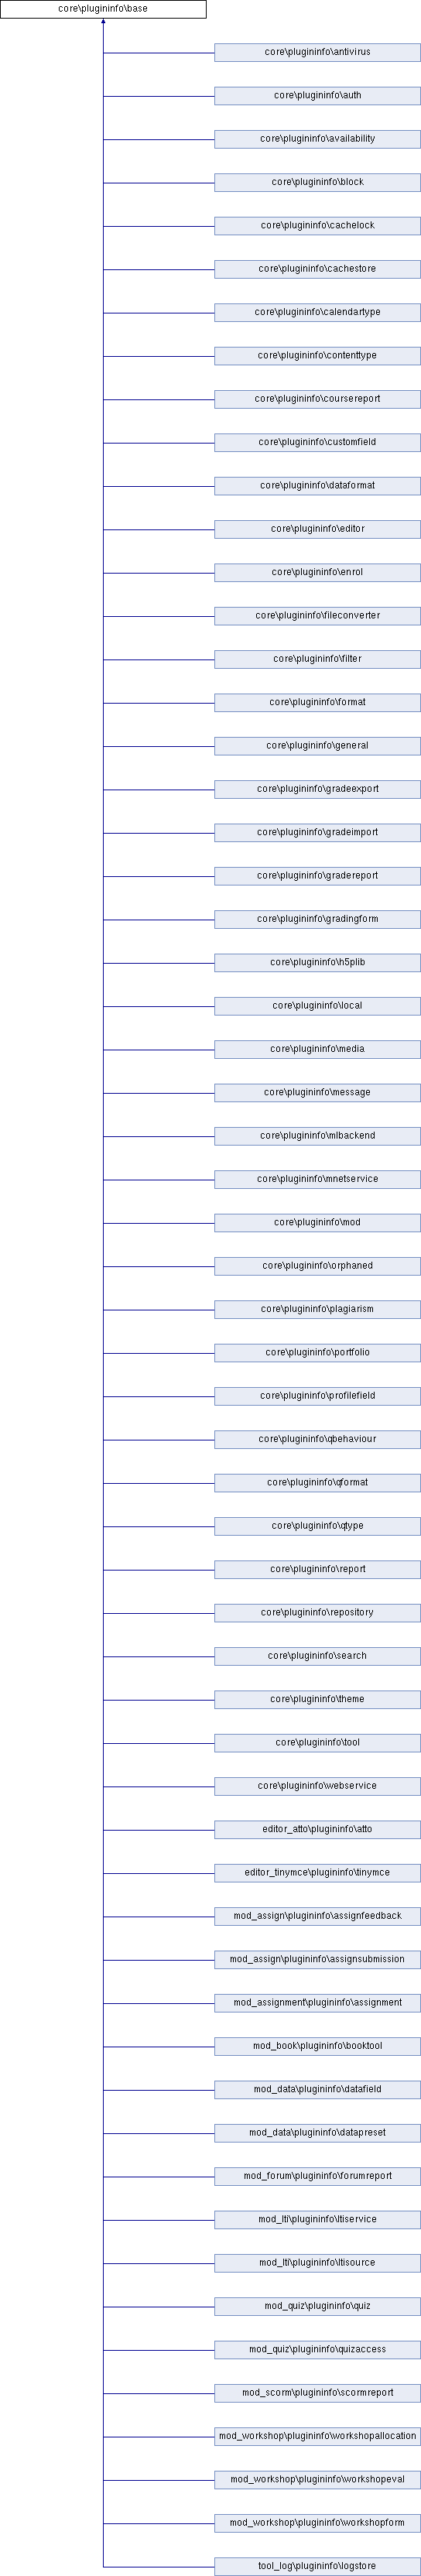 core\plugininfo\base
core\plugininfo\antivirus
core\plugininfo\auth
core\plugininfo\availability
core\plugininfo\block
core\plugininfo\cachelock
core\plugininfo\cachestore
core\plugininfo\calendartype
core\plugininfo\contenttype
core\plugininfo\coursereport
core\plugininfo\customfield
core\plugininfo\dataformat
core\plugininfo\editor
core\plugininfo\enrol
core\plugininfo\fileconverter
core\plugininfo\filter
core\plugininfo\format
core\plugininfo\general
core\plugininfo\gradeexport
core\plugininfo\gradeimport
core\plugininfo\gradereport
core\plugininfo\gradingform
core\plugininfo\h5plib
core\plugininfo\local
core\plugininfo\media
core\plugininfo\message
core\plugininfo\mlbackend
core\plugininfo\mnetservice
core\plugininfo\mod
core\plugininfo\orphaned
core\plugininfo\plagiarism
core\plugininfo\portfolio
core\plugininfo\profilefield
core\plugininfo\qbehaviour
core\plugininfo\qformat
core\plugininfo\qtype
core\plugininfo\report
core\plugininfo\repository
core\plugininfo\search
core\plugininfo\theme
core\plugininfo\tool
core\plugininfo\webservice
editor_atto\plugininfo\atto
editor_tinymce\plugininfo\tinymce
mod_assign\plugininfo\assignfeedback
mod_assign\plugininfo\assignsubmission
mod_assignment\plugininfo\assignment
mod_book\plugininfo\booktool
mod_data\plugininfo\datafield
mod_data\plugininfo\datapreset
mod_forum\plugininfo\forumreport
mod_lti\plugininfo\ltiservice
mod_lti\plugininfo\ltisource
mod_quiz\plugininfo\quiz
mod_quiz\plugininfo\quizaccess
mod_scorm\plugininfo\scormreport
mod_workshop\plugininfo\workshopallocation
mod_workshop\plugininfo\workshopeval
mod_workshop\plugininfo\workshopform
tool_log\plugininfo\logstore